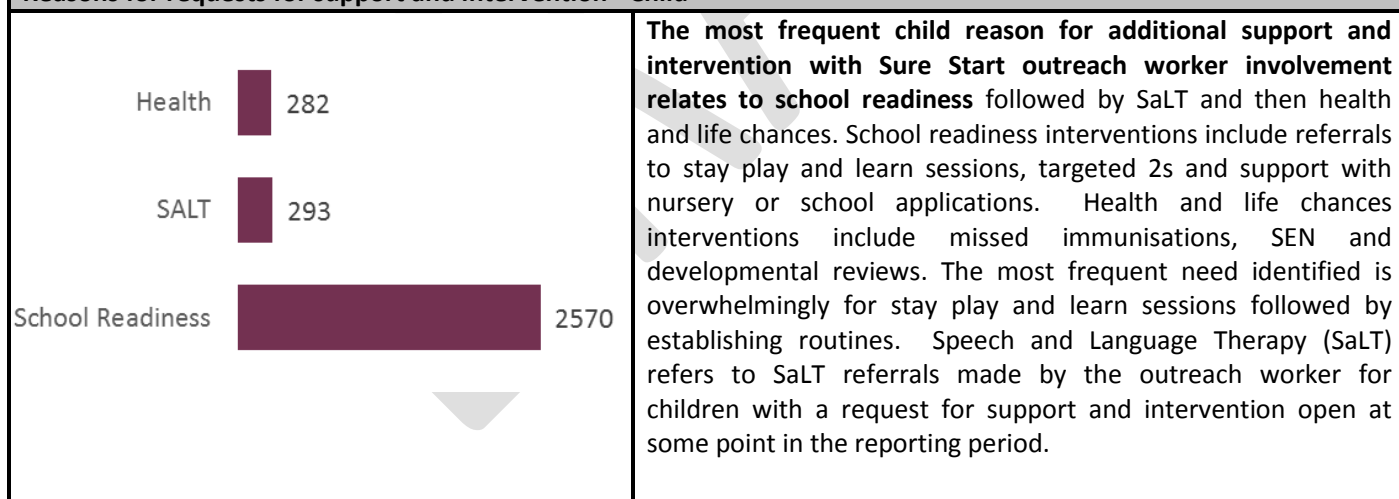 Reasons for requests for support and intervention - Child
Health 282
SALT 293
School Readiness 2570
The most frequent child reason for additional support and
intervention with Sure Start outreach worker involvement
relates to school readiness followed by SaLT and then health
and life chances. School readiness interventions include referrals
to stay play and learn sessions, targeted 2s and support with
nursery or school applications. Health and life chances
interventions include missed immunisations, SEN and
developmental reviews. The most frequent need identified is
overwhelmingly for stay play and learn sessions followed by
establishing routines. Speech and Language Therapy (SaLT)
refers to SaLT referrals made by the outreach worker for
children with a request for support and intervention open at
some point in the reporting period.